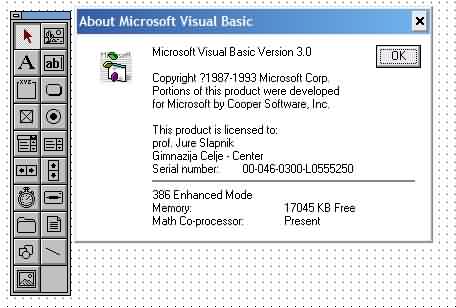 About Microsoft Visual Basic
Microsoft Visual Basic Version 3.0
OK
Copyright ?1987-1993 Microsoft Corp.
Portions of this product were developed
for Microsoft by Cooper Software, Inc.
This product is licensed to:
prof. Jure Slapnik
Gimnazija Celje - Center
Serial number: 00-046-0300-L0555250
386 Enhanced Mode
Memory: 17045 KB Free
Math Co-processor: Present
A
ab
XYZ